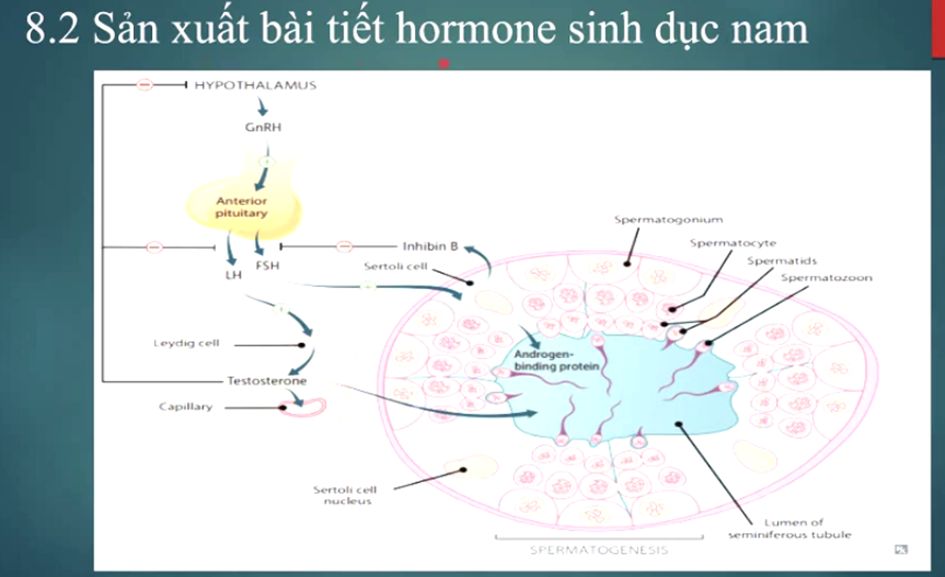 8.2 Sản xuất bài tiết hormone sinh dục nam
HYPOTHALAMUS
GnRH
Anterior
pituitary
LH
FSH
Inhibin B
Sertoli cell
Spermatogonium
Spermatocyte
Spermatids
Spermatozoon
Leydig cell
Androgen-
binding protein
Testosterone
Capillary
Sertoli cell
nucleus
Lumen of
seminiferous tubule
SPERMATOGENESIS